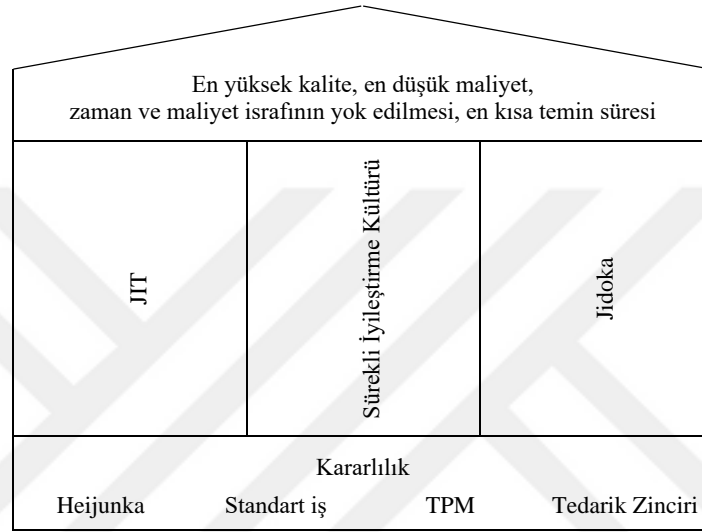 En yüksek kalite, en düşük maliyet,
zaman ve maliyet israfının yok edilmesi, en kısa temin süresi
JIT
Sürekli İyileştirme Kültürü
Jidoka
Kararlılık
Heijunka Standart iş TPM Tedarik Zinciri